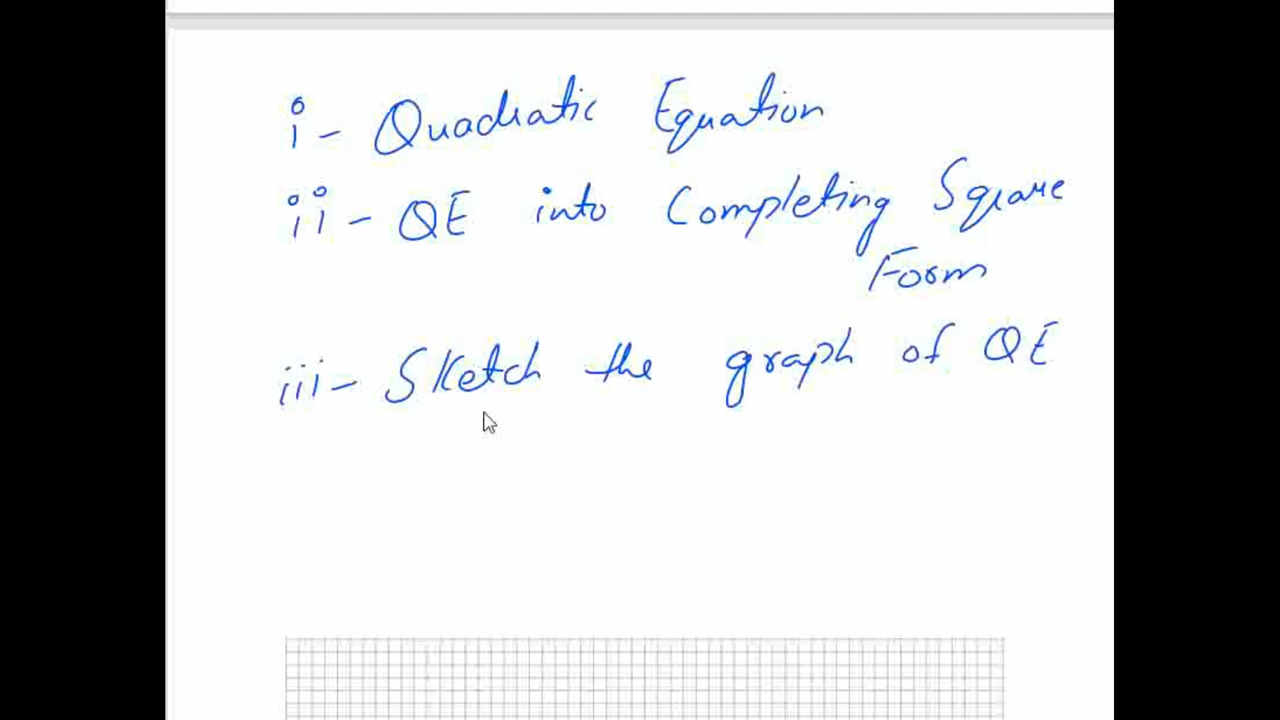 i - Quadratic Equation
ii - QE into Completing Square
Form
iii - Sketch the graph of QE